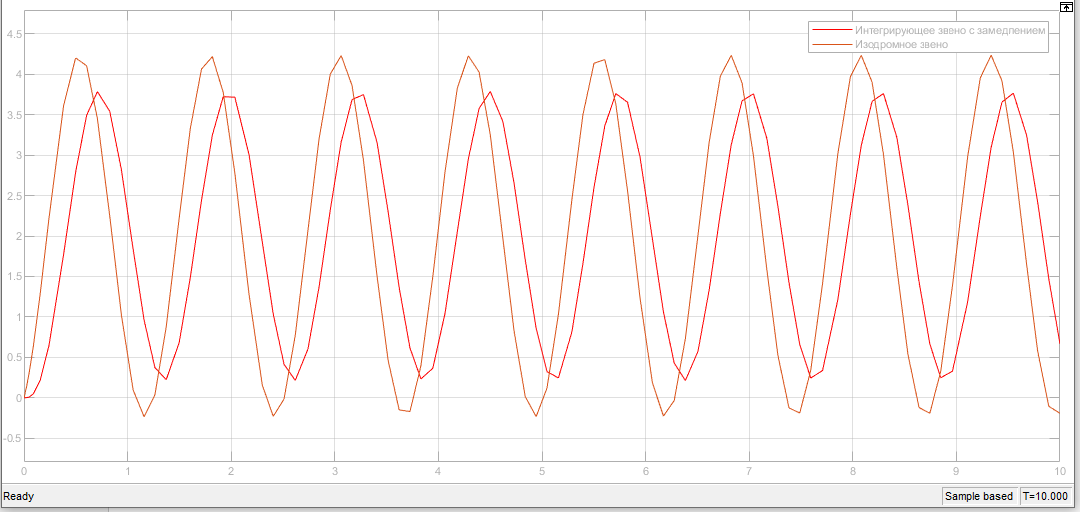 Интегрирующее звено с замедлением
Изодромное звено
4.5
4
3.5
3
2.5
2
1.5
1
0.5
0
-0.5
0 1 2 3 4 5 6 7 8 9 10
Ready Sample based T=10.000